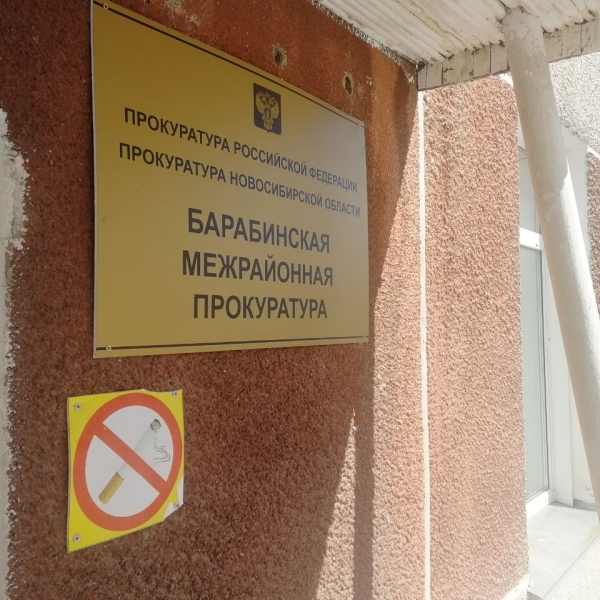 ПРОКУРАТУРА РОССИЙСКОЙ ФЕДЕРАЦИИ
ПРОКУРАТУРА НОВОСИБИРСКОЙ ОБЛАСТИ
БАРАБИНСКАЯ
МЕЖРАЙОННАЯ
ПРОКУРАТУРА